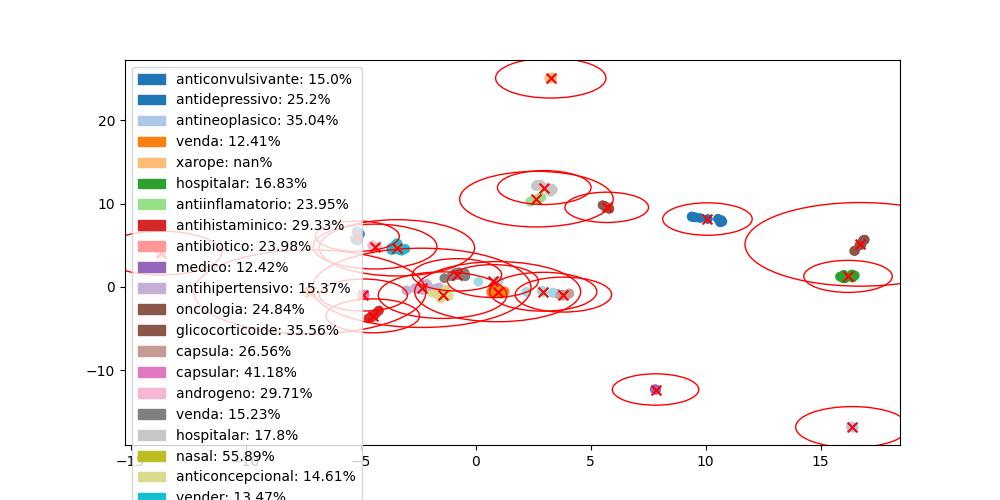 anticonvulsivante: 15.0%
antidepressivo: 25.2%
antineoplasico: 35.04%
venda: 12.41%
xarope: nan%
hospitalar: 16.83%
antiinflamatorio: 23.95%
antihistaminico: 29.33%
antibiotico: 23.98%
medico: 12.42%
antihipertensivo: 15.37%
oncologia: 24.84%
glicocorticoide: 35.56%
capsula: 26.56%
capsular: 41.18%
androgeno: 29.71%
venda: 15.23%
hospitalar: 17.8%
nasal: 55.89%
anticoncepcional: 14.61%
vender: 13.47%
20
10
0
−10
−15 −10 −5 0 5 10 15